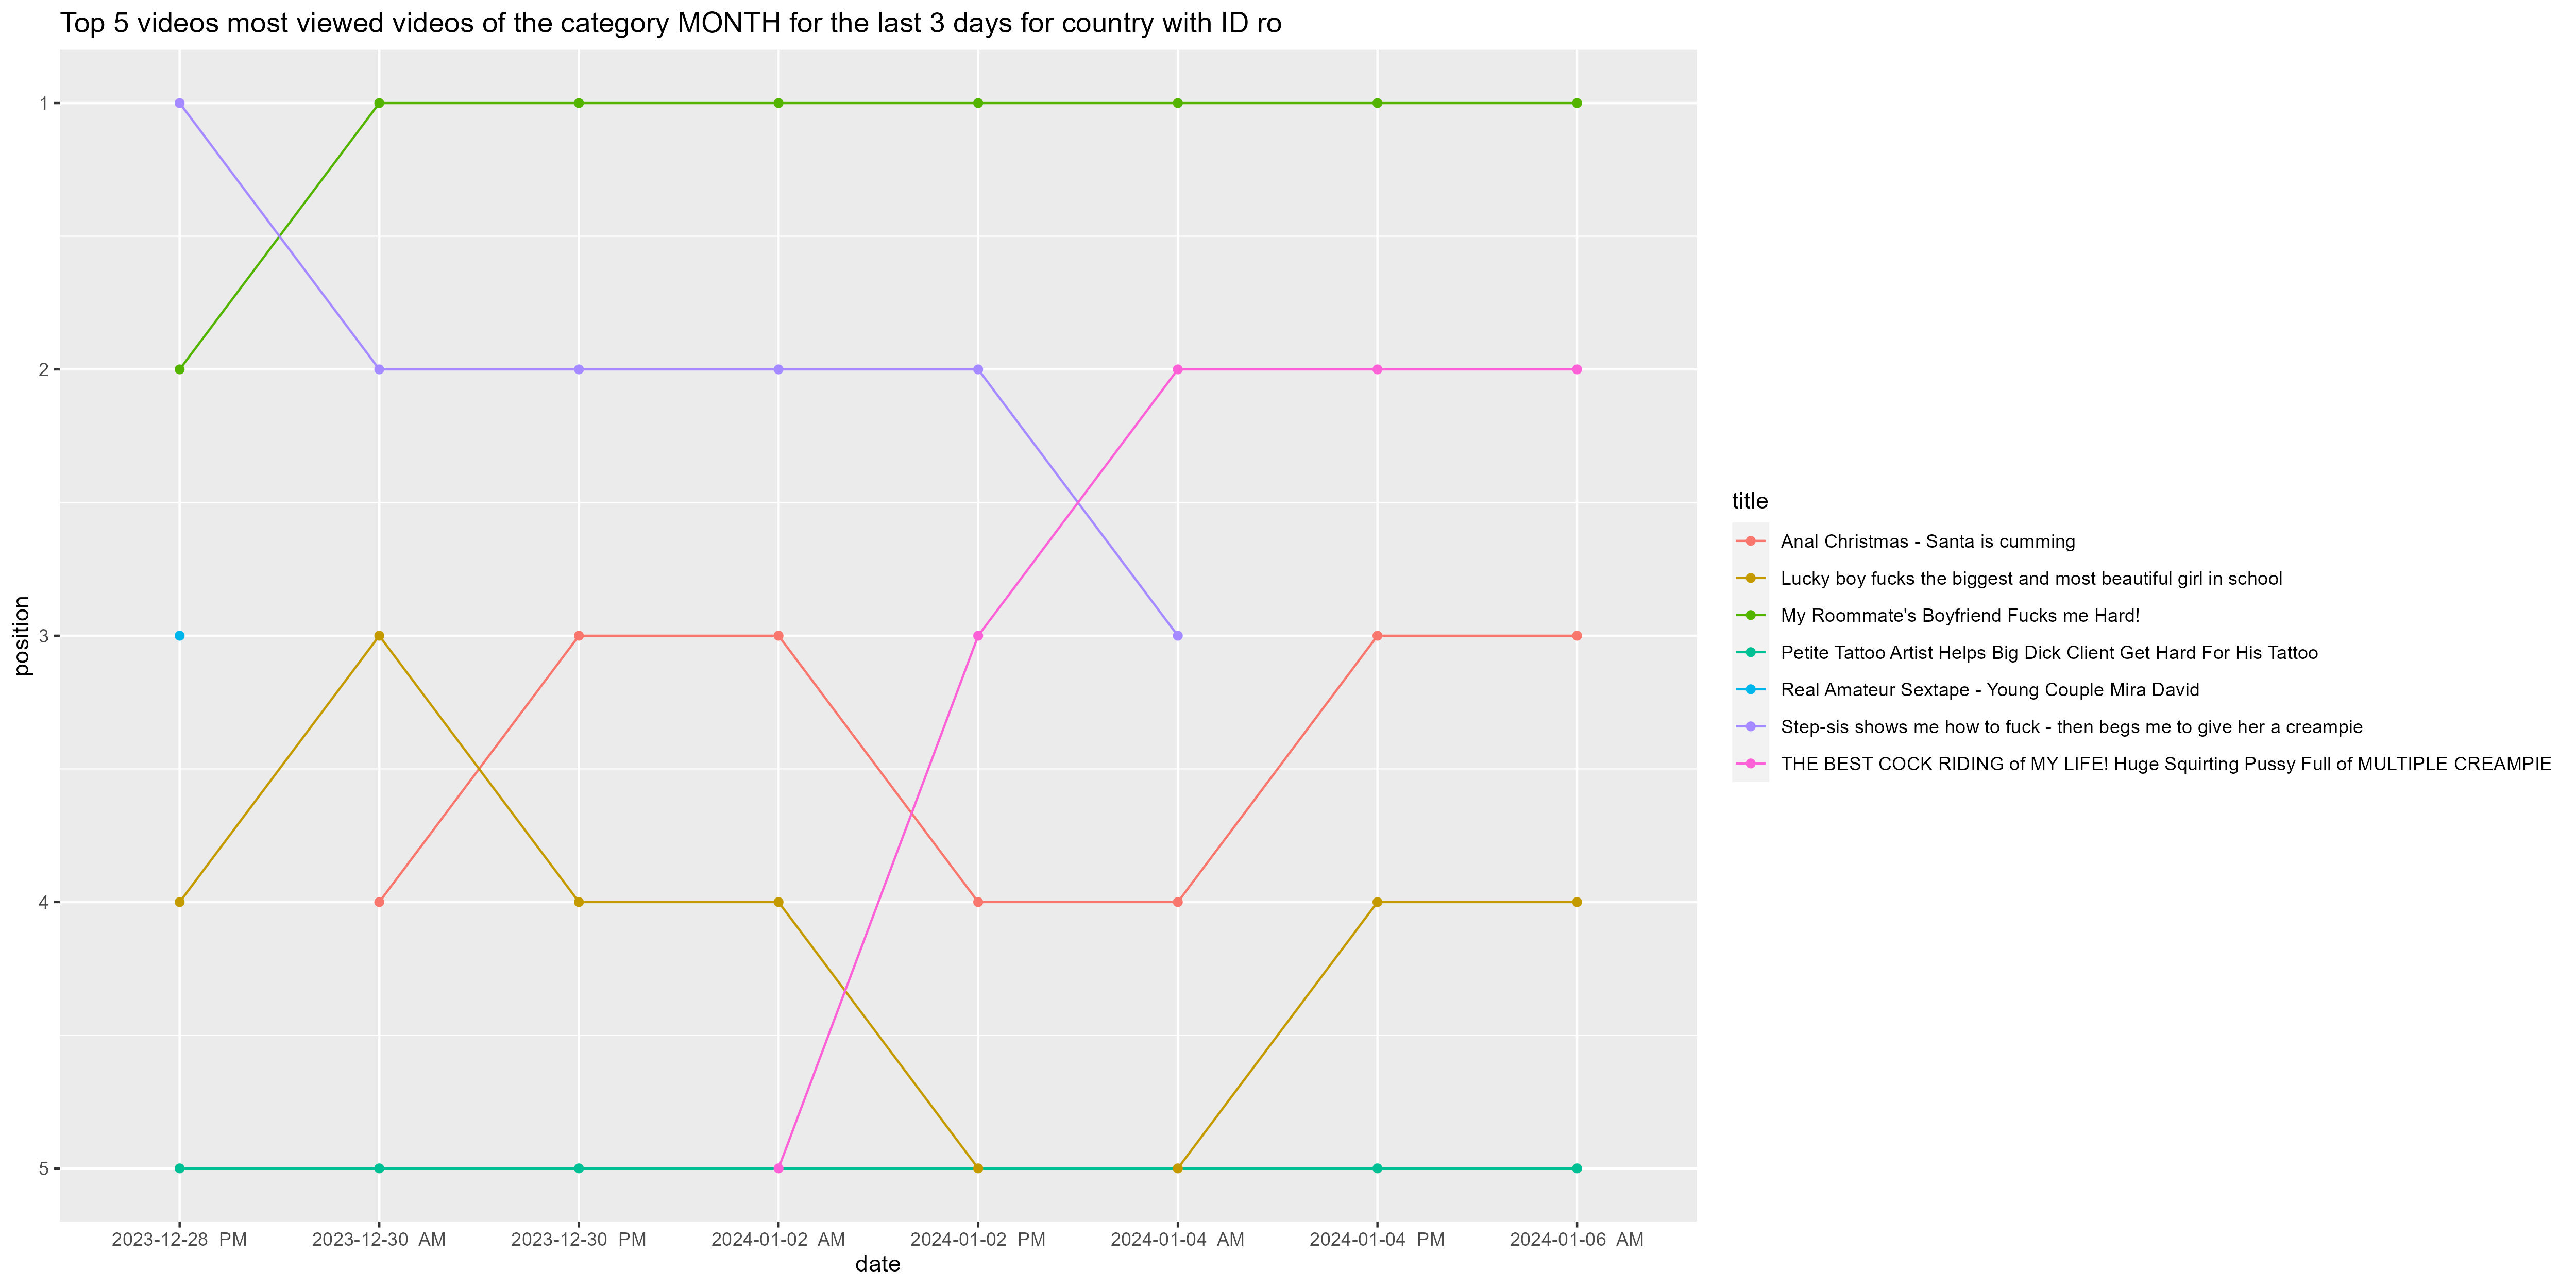 Top 5 videos most viewed videos of the category MONTH for the last 3 days for country with ID ro
1
2
3
4
5
position
2023-12-28 PM
2023-12-30 AM
2023-12-30 PM
2024-01-02 AM
2024-01-02 PM
2024-01-04 AM
2024-01-04 PM
2024-01-06 AM
date
title
Anal Christmas - Santa is cumming
Lucky boy fucks the biggest and most beautiful girl in school
My Roommate's Boyfriend Fucks me Hard!
Petite Tattoo Artist Helps Big Dick Client Get Hard For His Tattoo
Real Amateur Sextape - Young Couple Mira David
Step-sis shows me how to fuck - then begs me to give her a creampie
THE BEST COCK RIDING of MY LIFE! Huge Squirting Pussy Full of MULTIPLE CREAMPIE